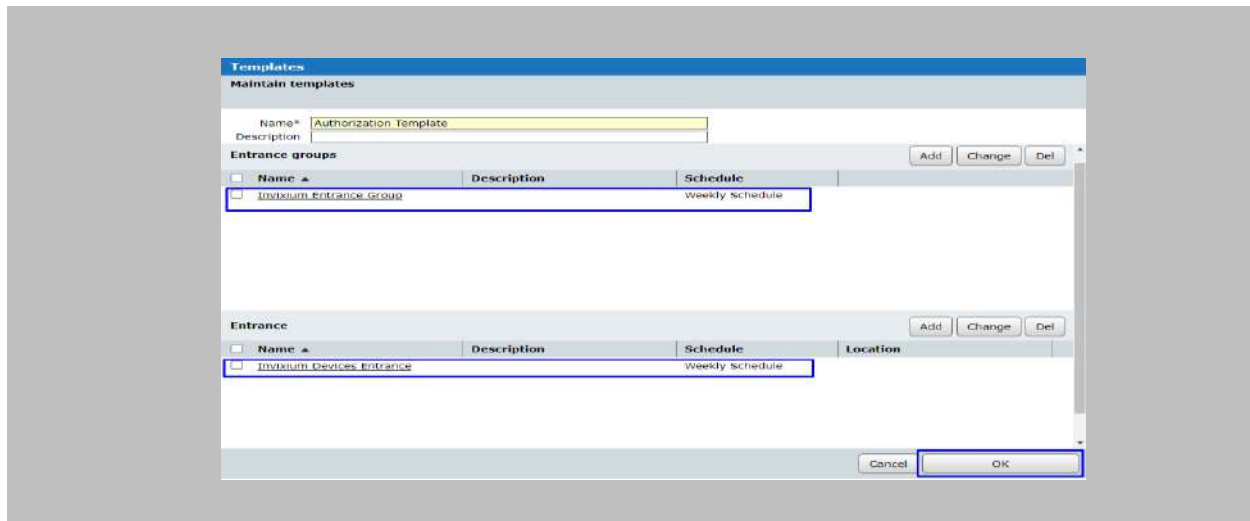 Templates
Maintain templates
Name* Authorization Template
Description
Entrance groups Add Change Del
Name Description Schedule
Invixium Entrance Group Weekly Schedule
Entrance Add Change Del
Name Description Schedule Location
Invixium Devices Entrance Weekly Schedule
Cancel OK